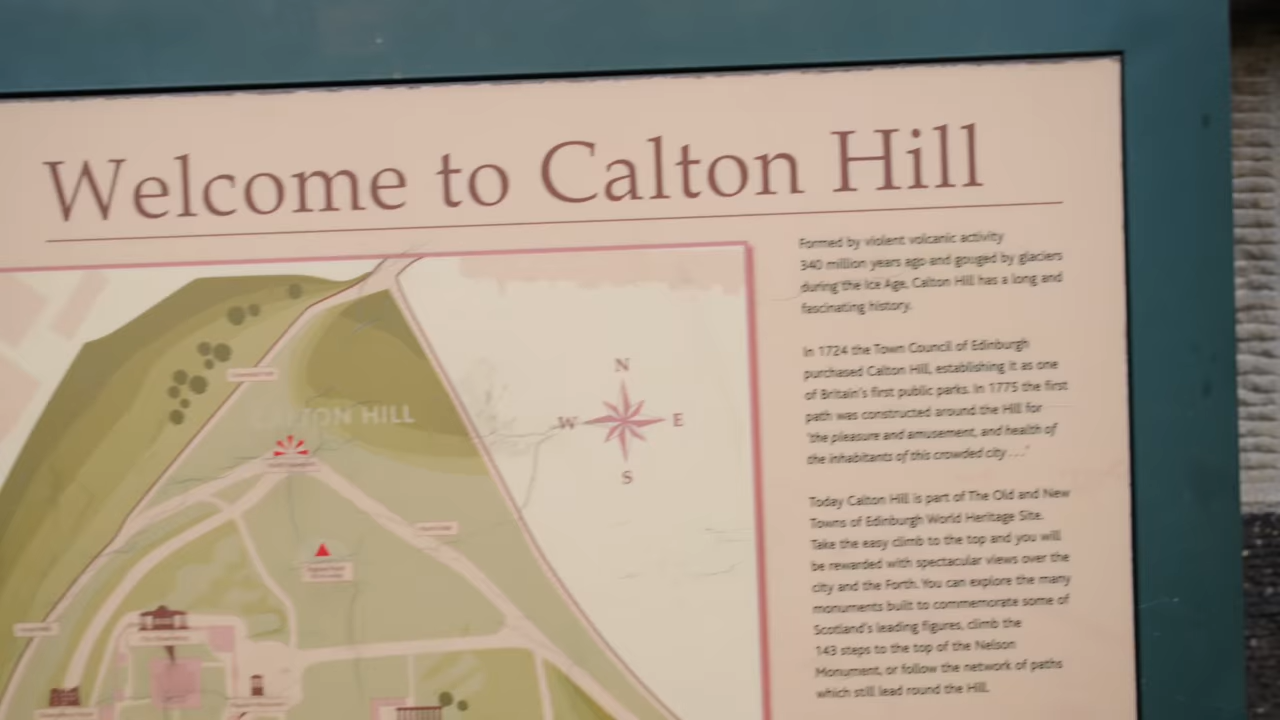 Welcome to Calton Hill
Formed by violent volcanic activity
340 million years ago and gouged by glaciers
during the Ice Age, Calton Hill has a long and
fascinating history.
In 1724 the Town Council of Edinburgh
purchased Calton Hill, establishing it as one
of Britain's first public parks. In 1775 the first
path was constructed around the Hill for
'the pleasure and amusement, and health of
the inhabitants of this crowded city . . .'
Today Calton Hill is part of The Old and New
Towns of Edinburgh World Heritage Site.
Take the easy climb to the top and you will
be rewarded with spectacular views over the
city and the Forth. You can explore the many
monuments built to commemorate some of
Scotland's leading figures, climb the
143 steps to the top of the Nelson
Monument, or follow the network of paths
which still lead round the Hill.
N
W E
S
CALTON HILL